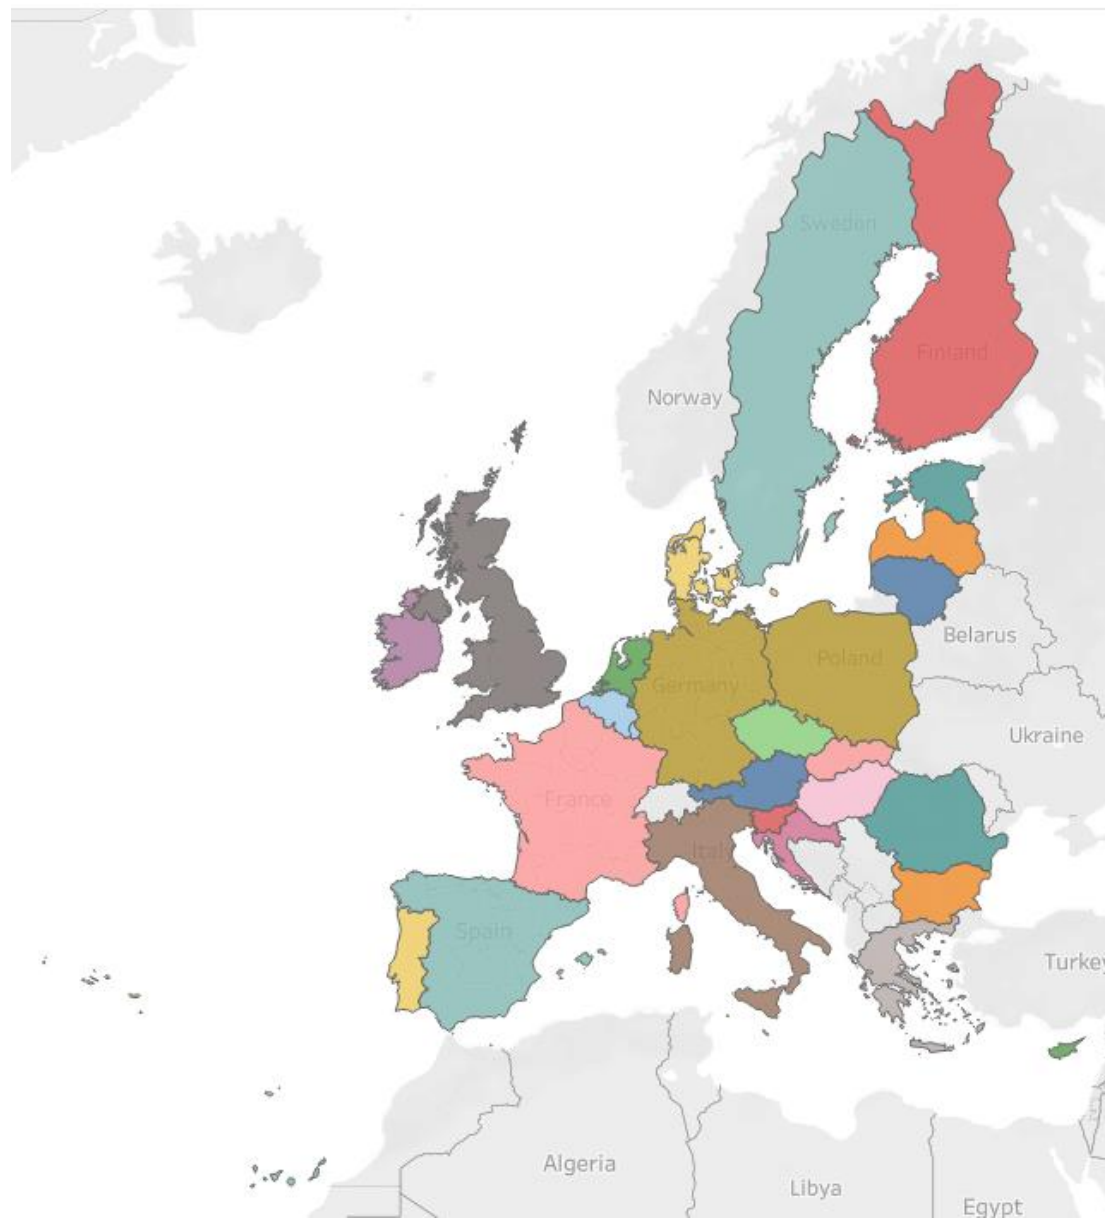 Sweden
Finland
Norway
Belarus
Poland
Germany
Ukraine
France
Italy
Spain
Turkey
Algeria
Libya
Egypt